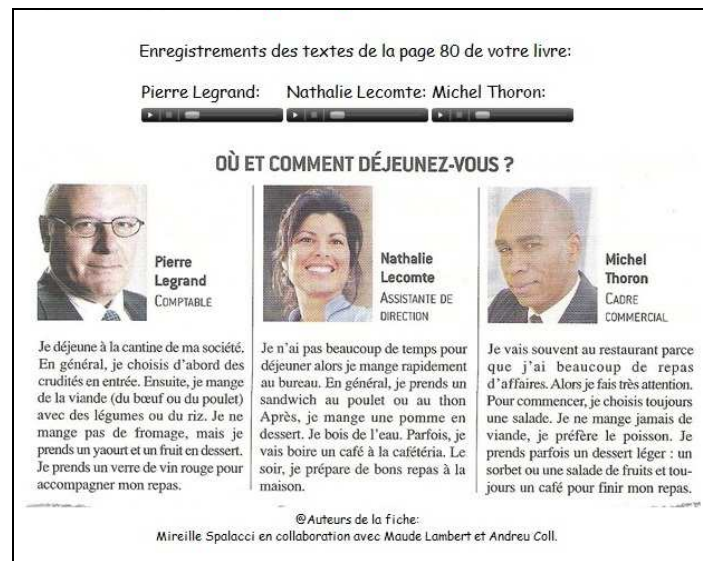 Enregistrements des textes de la page 80 de votre livre:
Pierre Legrand:
Nathalie Lecomte:
Michel Thoron:
OÙ ET COMMENT DÉJEUNEZ-VOUS ?
Pierre
Legrand
COMPTABLE
Je déjeune à la cantine de ma société.
En général, je choisis d'abord des
crudités en entrée. Ensuite, je mange
de la viande (du bœuf ou du poulet)
avec des légumes ou du riz. Je ne
mange pas de fromage, mais je
prends un yaourt et un fruit en dessert.
Je prends un verre de vin rouge pour
accompagner mon repas.
Nathalie
Lecomte
ASSISTANTE DE
DIRECTION
Je n'ai pas beaucoup de temps pour
déjeuner alors je mange rapidement
au bureau. En général, je prends un
sandwich au poulet ou au thon
Après, je mange une pomme en
dessert. Je bois de l'eau. Parfois, je
vais boire un café à la cafétéria. Le
soir, je prépare de bons repas à la
maison.
Michel
Thoron
CADRE
COMMERCIAL
Je vais souvent au restaurant parce
que j'ai beaucoup de repas
d'affaires. Alors je fais très attention.
Pour commencer, je choisis toujours
une salade. Je ne mange jamais de
viande, je préfère le poisson. Je
prends parfois un dessert léger : un
sorbet ou une salade de fruits et tou-
jours un café pour finir mon repas.
@Auteurs de la fiche:
Mireille Spalacci en collaboration avec Maude Lambert et Andreu Coll.